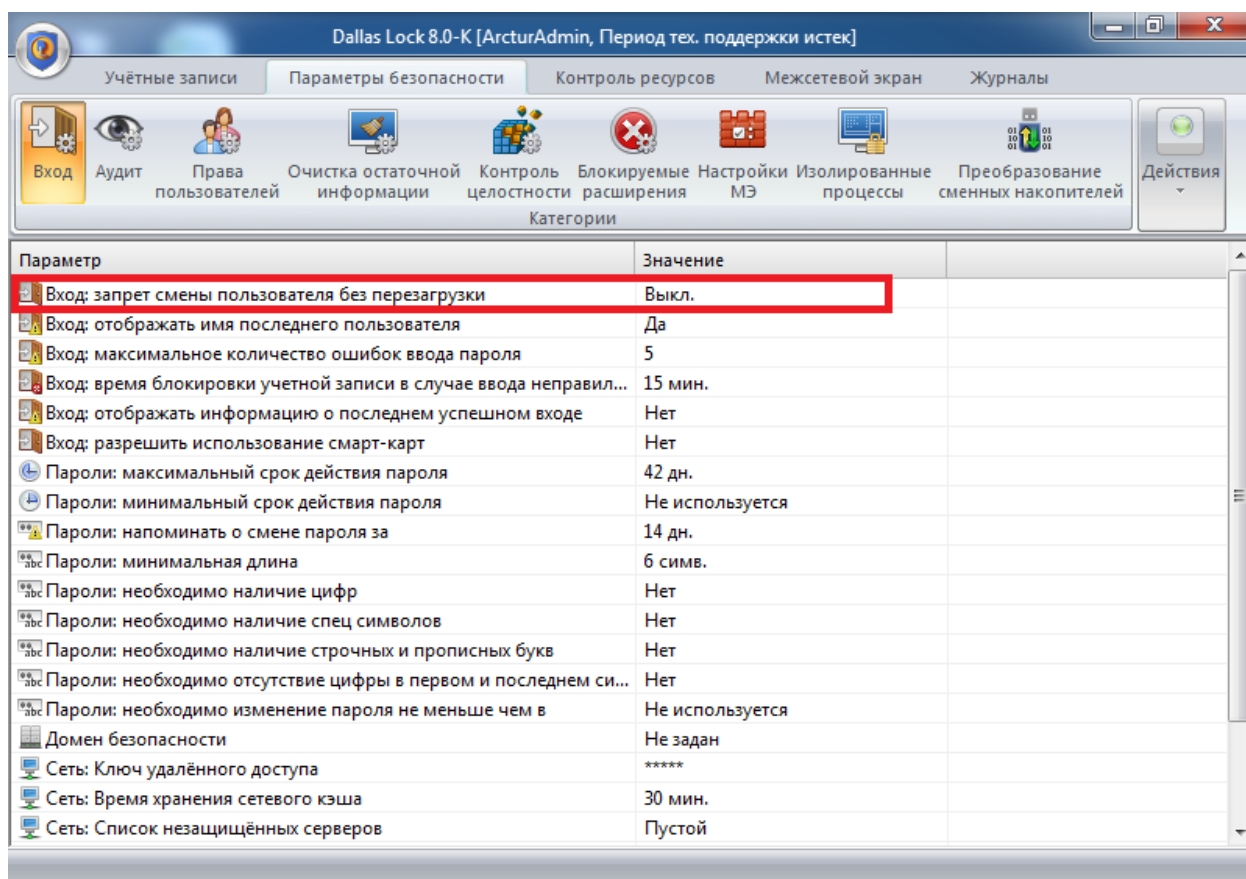 Dallas Lock 8.0-K [ArcturAdmin, Период тех. поддержки истек]
Учётные записи Параметры безопасности Контроль ресурсов Межсетевой экран Журналы
Вход Аудит Права пользователей Очистка остаточной информации Контроль целостности Блокируемые расширения Настройки МЭ Изолированные процессы Преобразование сменных накопителей Действия
Категории
Параметр Значение
Вход: запрет смены пользователя без перезагрузки Выкл.
Вход: отображать имя последнего пользователя Да
Вход: максимальное количество ошибок ввода пароля 5
Вход: время блокировки учетной записи в случае ввода неправил... 15 мин.
Вход: отображать информацию о последнем успешном входе Нет
Вход: разрешить использование смарт-карт Нет
Пароли: максимальный срок действия пароля 42 дн.
Пароли: минимальный срок действия пароля Не используется
Пароли: напоминать о смене пароля за 14 дн.
Пароли: минимальная длина 6 симв.
Пароли: необходимо наличие цифр Нет
Пароли: необходимо наличие спец символов Нет
Пароли: необходимо наличие строчных и прописных букв Нет
Пароли: необходимо отсутствие цифры в первом и последнем си... Нет
Пароли: необходимо изменение пароля не меньше чем в Не используется
Домен безопасности Не задан
Сеть: Ключ удалённого доступа *****
Сеть: Время хранения сетевого кэша 30 мин.
Сеть: Список незащищённых серверов Пустой